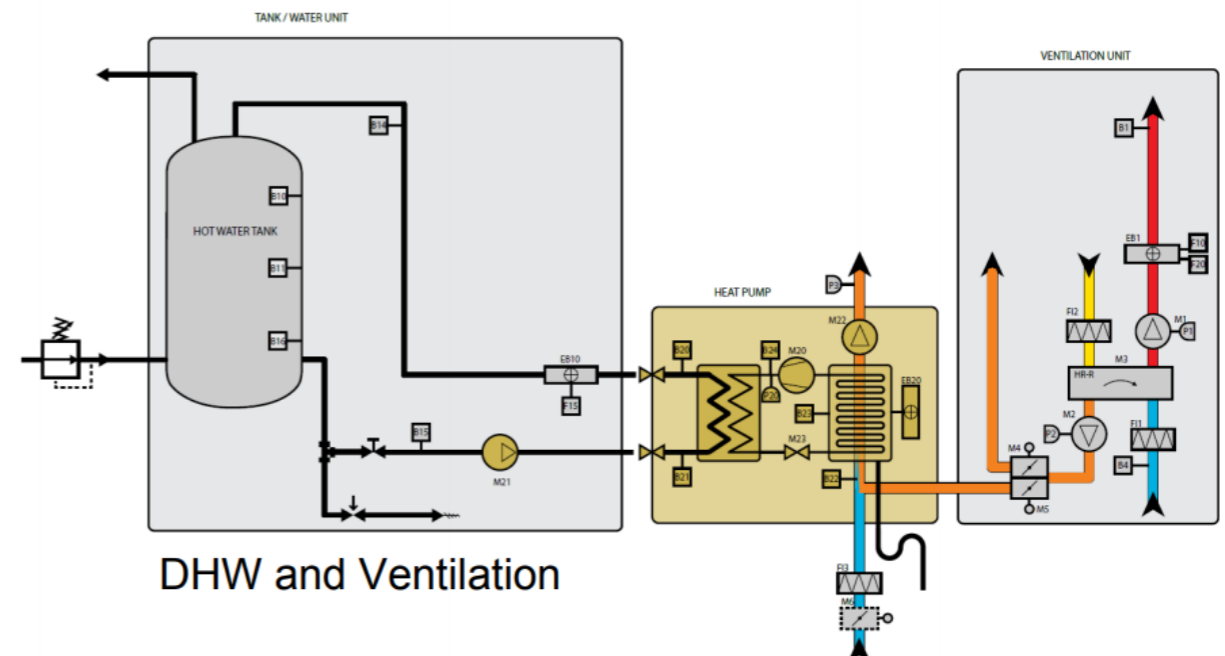 TANK / WATER UNIT
VENTILATION UNIT
B14
B1
B10
HOT WATER TANK
EB1
F10
F20
B11
HEAT PUMP
P3
FI2
M1
P1
M22
B16
EB10
B20
B24
M20
M3
HR-R
F15
P20
EB20
B23
M2
P2
FI1
B15
M23
M4
B4
M21
B21
B22
M5
DHW and Ventilation
FI3
M6